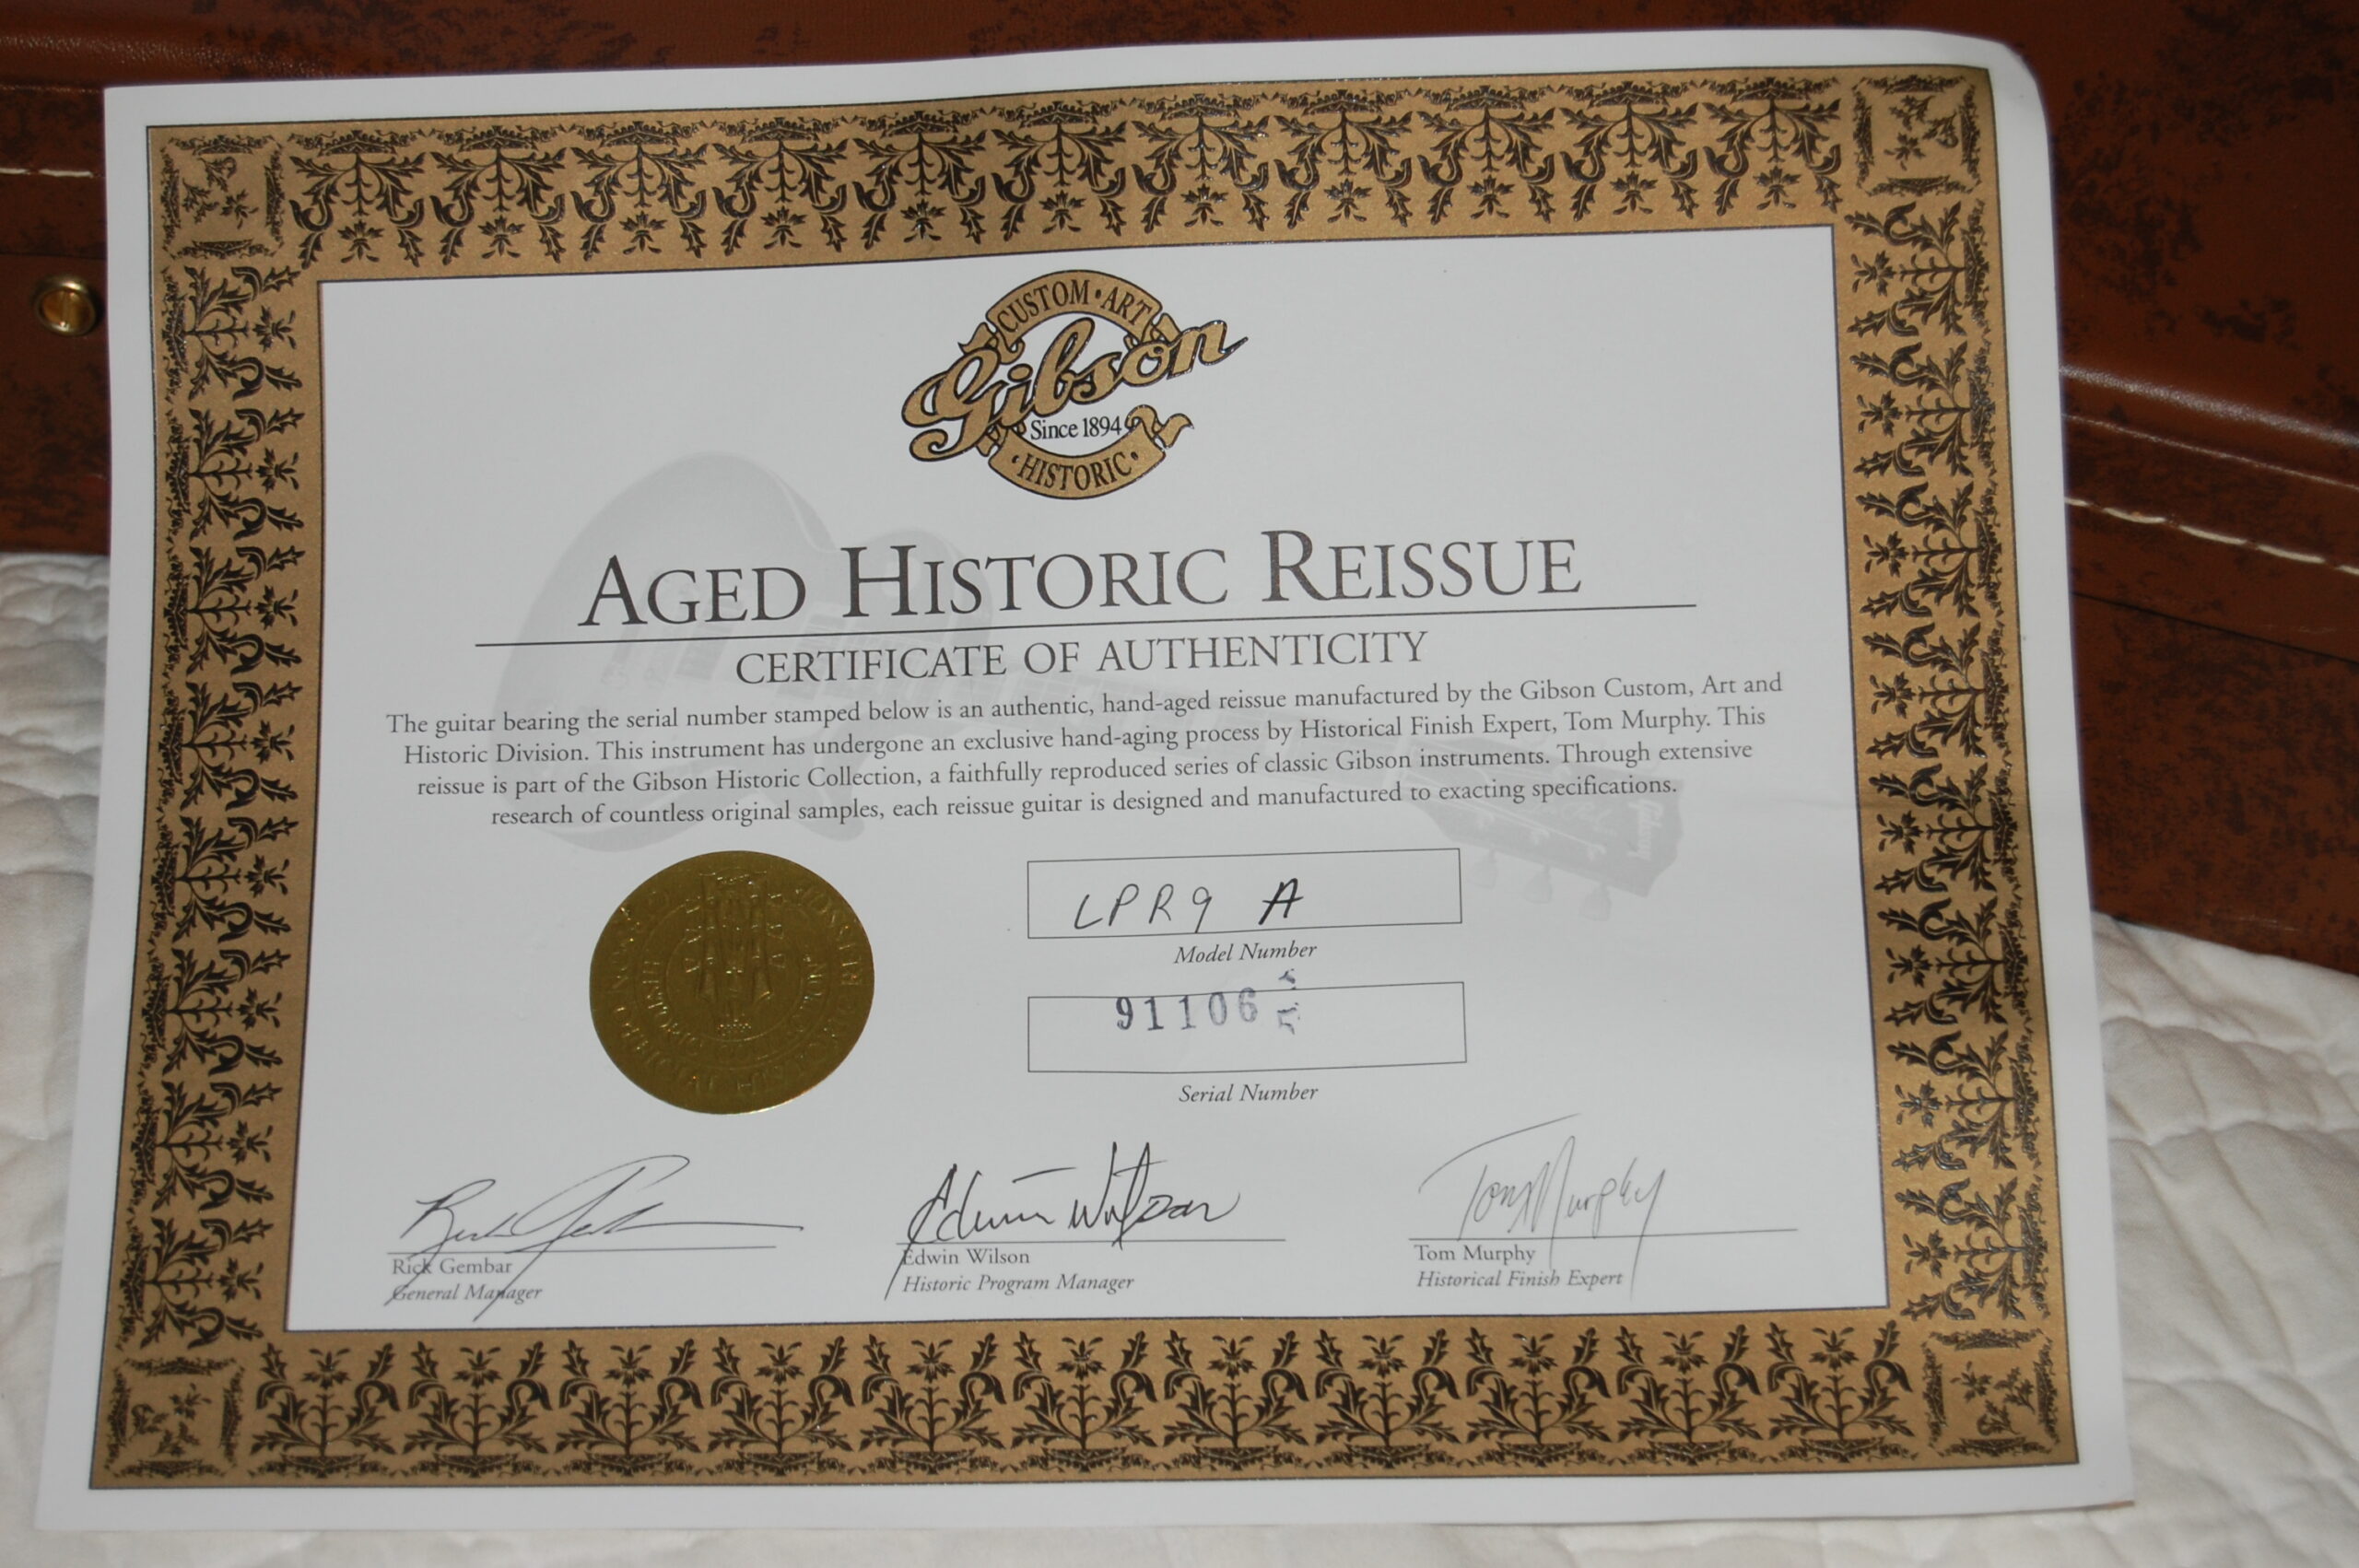 CUSTOM • ART
Gibson
Since 1894
• HISTORIC •
AGED HISTORIC REISSUE
CERTIFICATE OF AUTHENTICITY
The guitar bearing the serial number stamped below is an authentic, hand-aged reissue manufactured by the Gibson Custom, Art and
Historic Division. This instrument has undergone an exclusive hand-aging process by Historical Finish Expert, Tom Murphy. This
reissue is part of the Gibson Historic Collection, a faithfully reproduced series of classic Gibson instruments. Through extensive
research of countless original samples, each reissue guitar is designed and manufactured to exacting specifications.
Gibson
LPR9 A
Model Number
91106
Serial Number
Edwin Wilson
Tom Murphy
Rick Gembar
General Manager
Edwin Wilson
Historic Program Manager
Tom Murphy
Historical Finish Expert